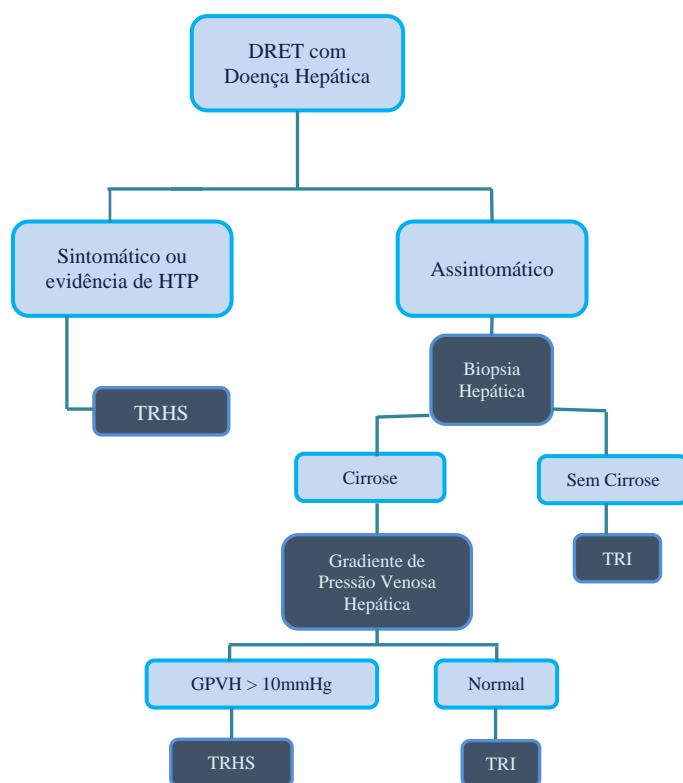 DRET com
Doença Hepática
Sintomático ou
evidência de HTP
Assintomático
Biopsia
Hepática
TRHS
Cirrose
Sem Cirrose
Gradiente de
Pressão Venosa
Hepática
TRI
GPVH > 10mmHg
Normal
TRHS
TRI